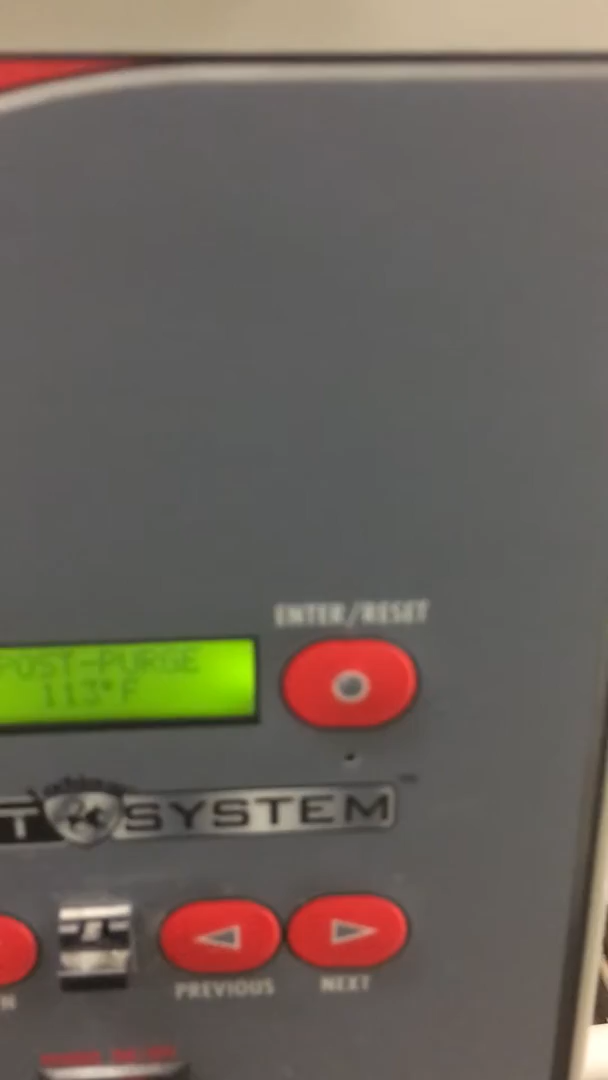 ENTER/RESET
POST-PURGE
113°F
T SYSTEM
PREVIOUS
NEXT